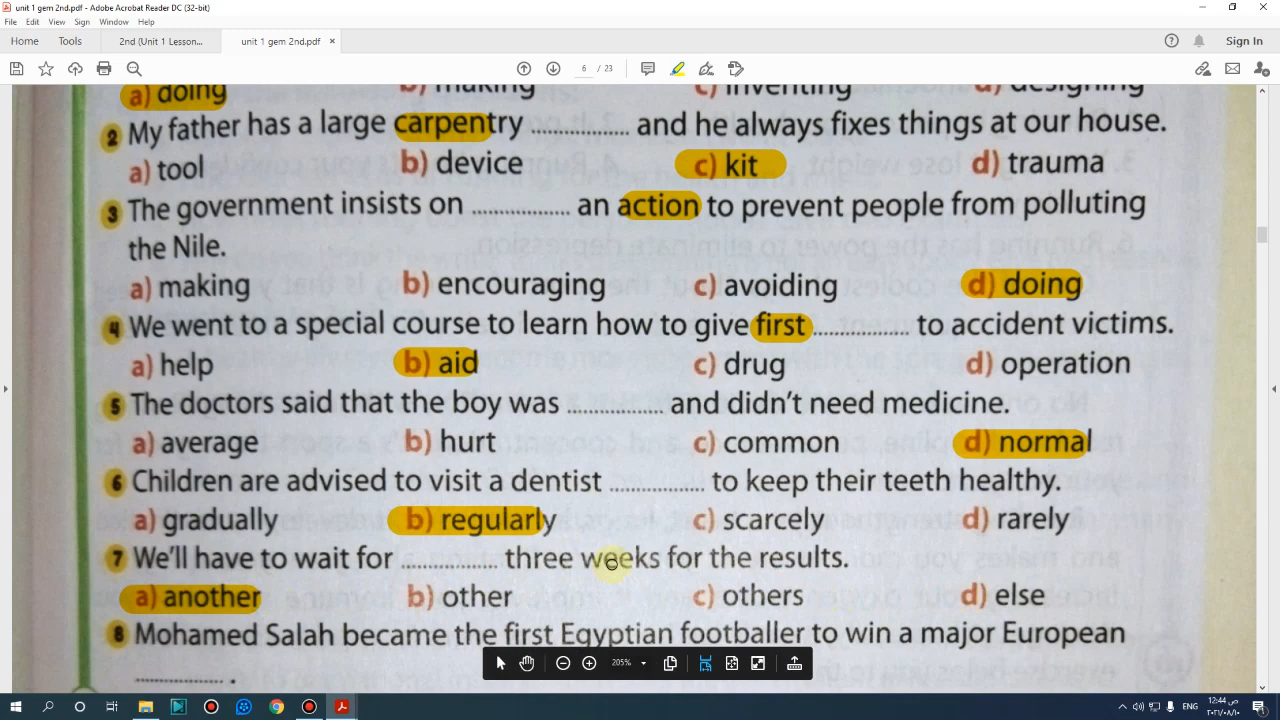 unit 1 gem 2nd.pdf - Adobe Acrobat Reader DC (32-bit)
File Edit View Sign Window Help
Home Tools 2nd (Unit 1 Lesson... unit 1 gem 2nd.pdf × Sign In
6 / 23
a) doing b) making c) inventing d) designing
2 My father has a large carpentry .............. and he always fixes things at our house.
a) tool b) device c) kit d) trauma
3 The government insists on .............. an action to prevent people from polluting
the Nile.
a) making b) encouraging c) avoiding d) doing
4 We went to a special course to learn how to give first .............. to accident victims.
a) help b) aid c) drug d) operation
5 The doctors said that the boy was .............. and didn't need medicine.
a) average b) hurt c) common d) normal
6 Children are advised to visit a dentist .............. to keep their teeth healthy.
a) gradually b) regularly c) scarcely d) rarely
7 We'll have to wait for .............. three weeks for the results.
a) another b) other c) others d) else
8 Mohamed Salah became the first Egyptian footballer to win a major European
.............. .
205%
ENG 12:44 ص
٢٠٢١/٠٨/١٠